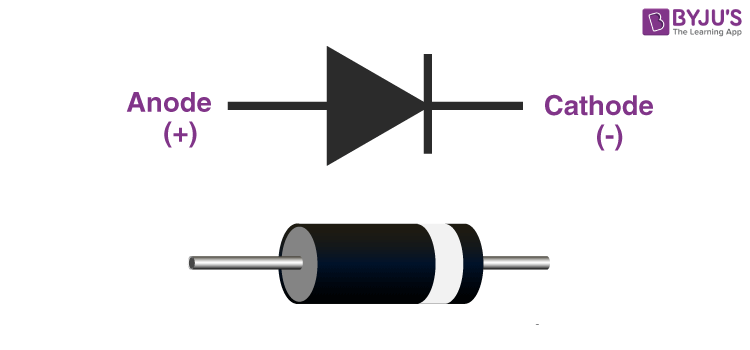 BYJU'S
The Learning App
Anode
(+)
Cathode
(-)